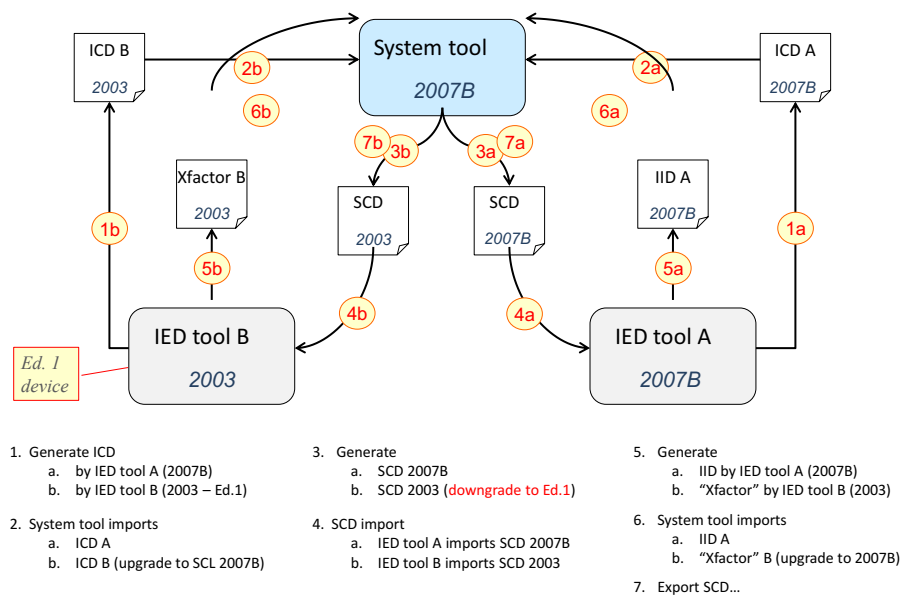 ICD B
2003
2b
6b
System tool
2007B
2a
6a
ICD A
2007B
7b
3b
3a
7a
Xfactor B
2003
SCD
2003
SCD
2007B
IID A
2007B
1b
5b
4b
4a
5a
1a
IED tool B
2003
IED tool A
2007B
Ed. 1
device
1. Generate ICD
a. by IED tool A (2007B)
b. by IED tool B (2003 – Ed.1)
2. System tool imports
a. ICD A
b. ICD B (upgrade to SCL 2007B)
3. Generate
a. SCD 2007B
b. SCD 2003 (downgrade to Ed.1)
4. SCD import
a. IED tool A imports SCD 2007B
b. IED tool B imports SCD 2003
5. Generate
a. IID by IED tool A (2007B)
b. “Xfactor” by IED tool B (2003)
6. System tool imports
a. IID A
b. “Xfactor” B (upgrade to 2007B)
7. Export SCD…